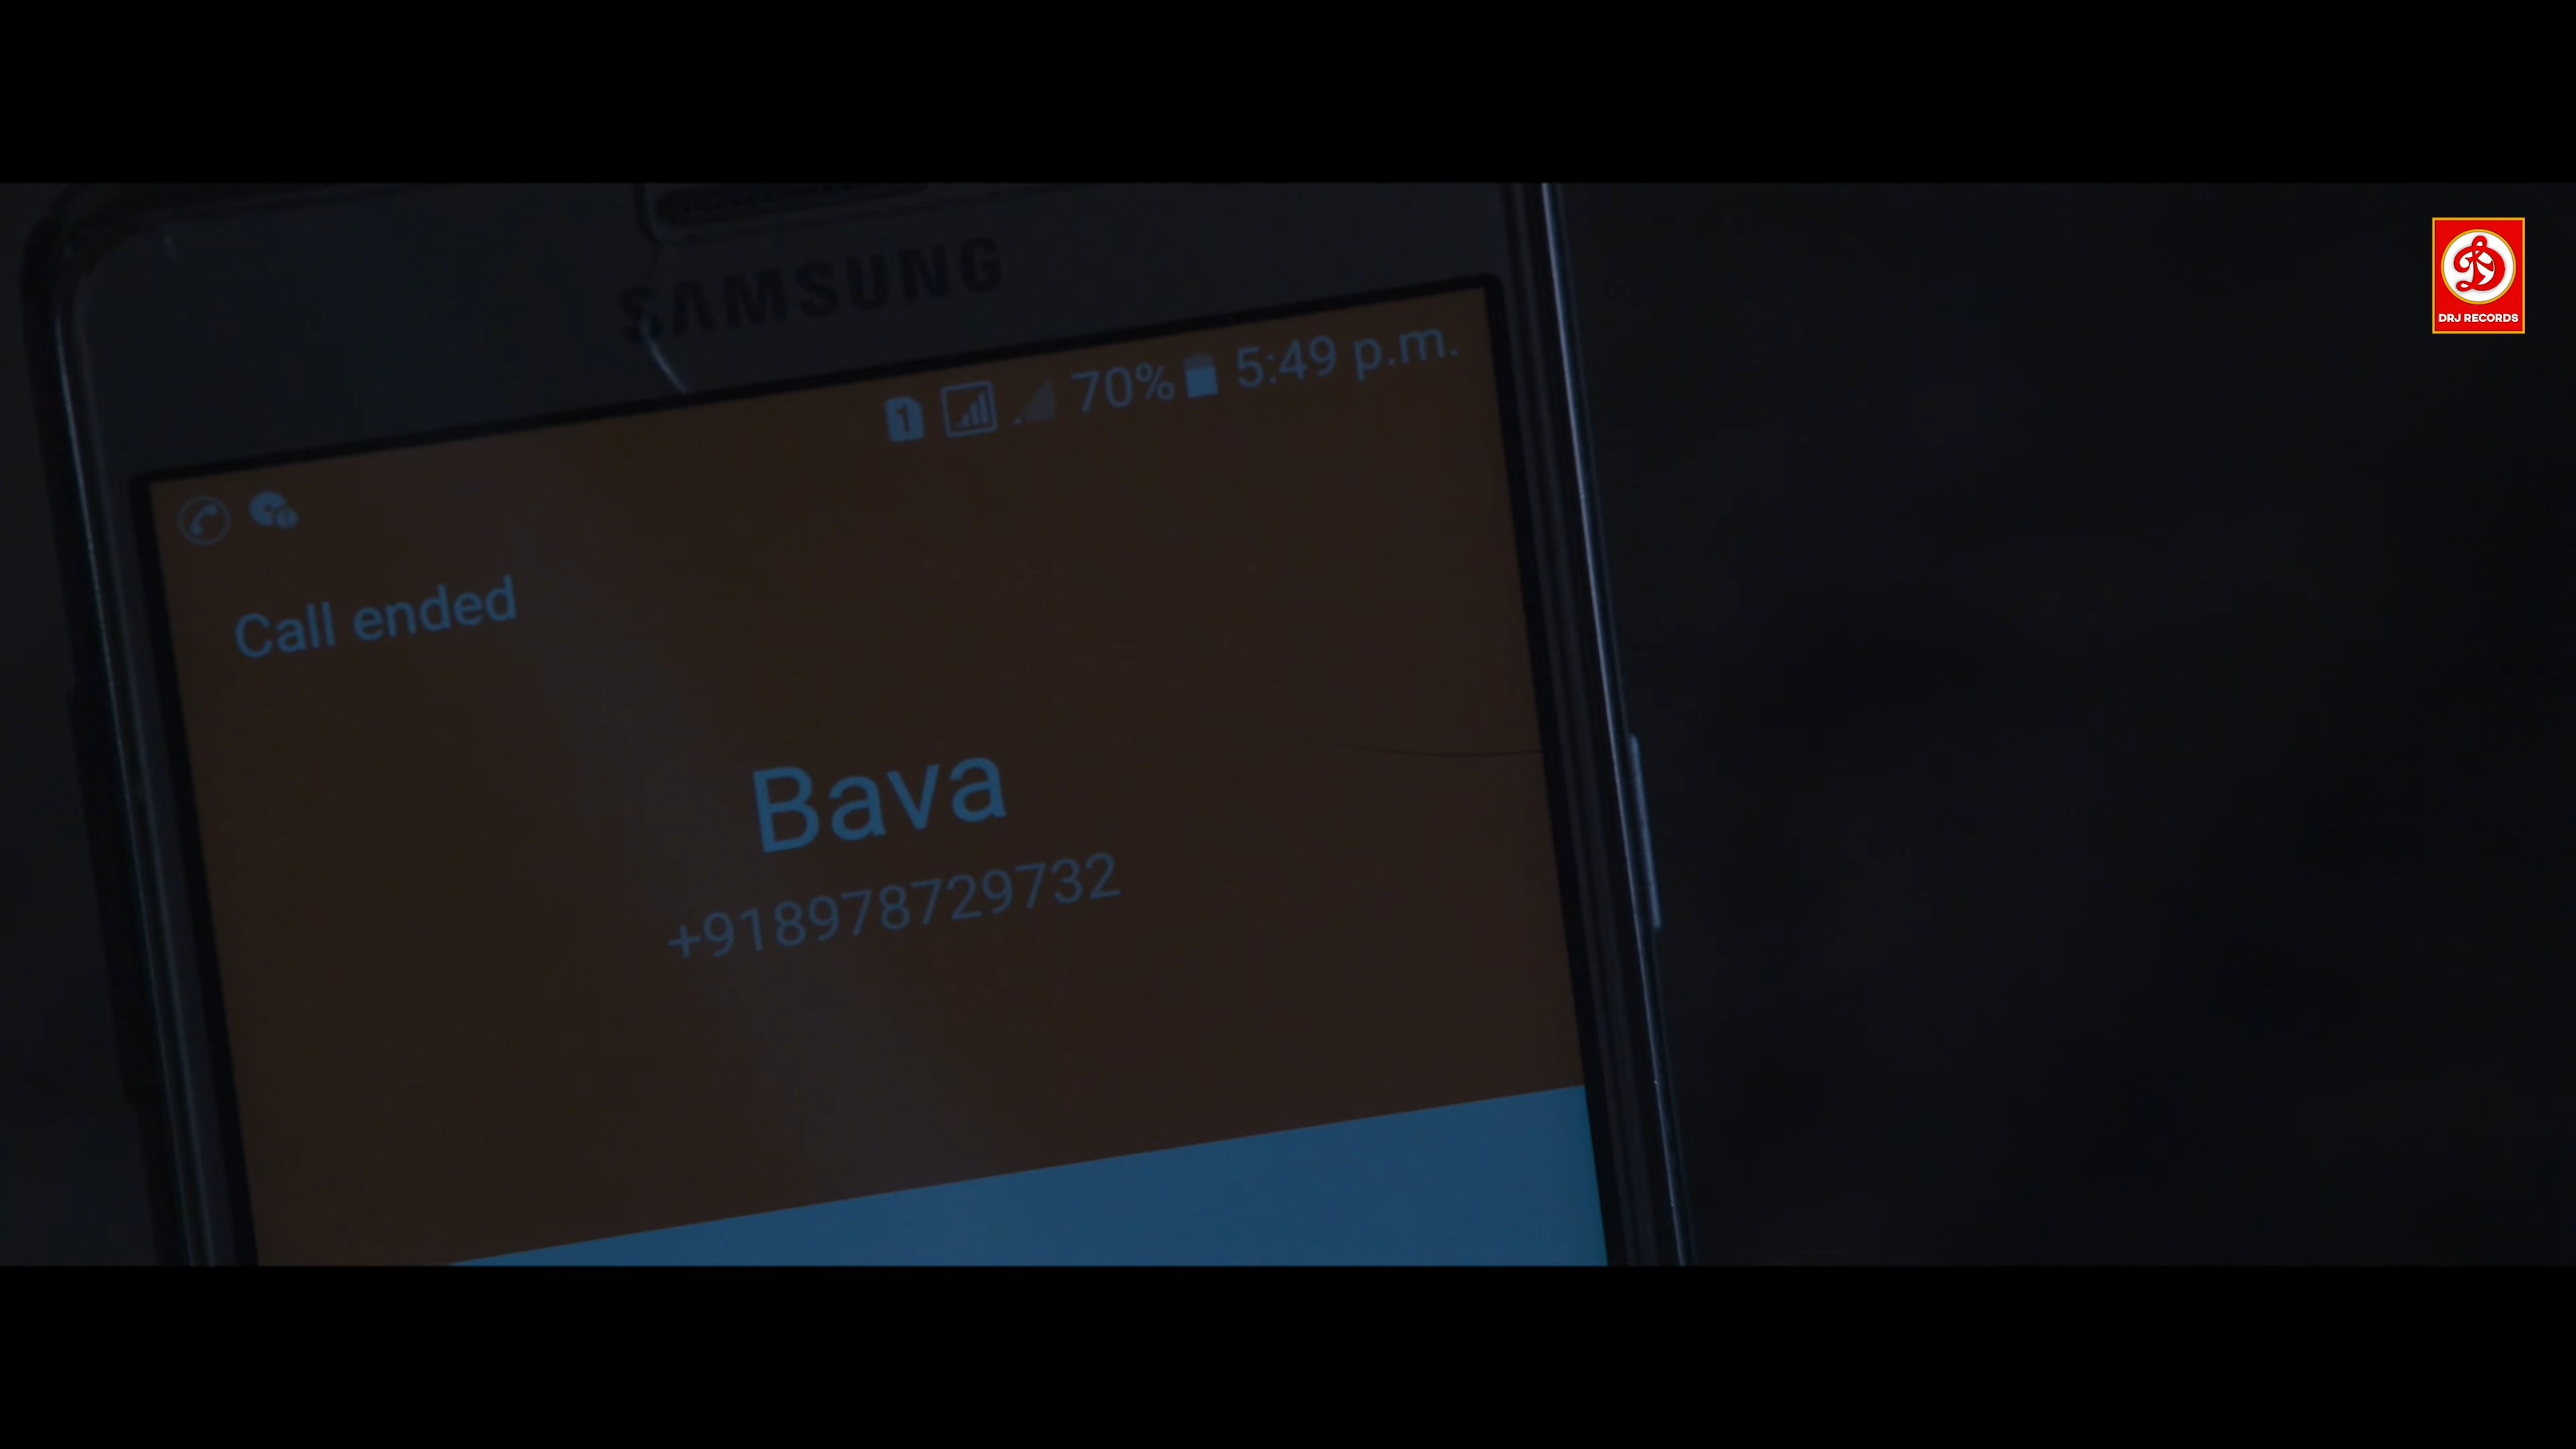 SAMSUNG
70% 5:49 p.m.
Call ended
Bava
+918978729732
DRJ RECORDS